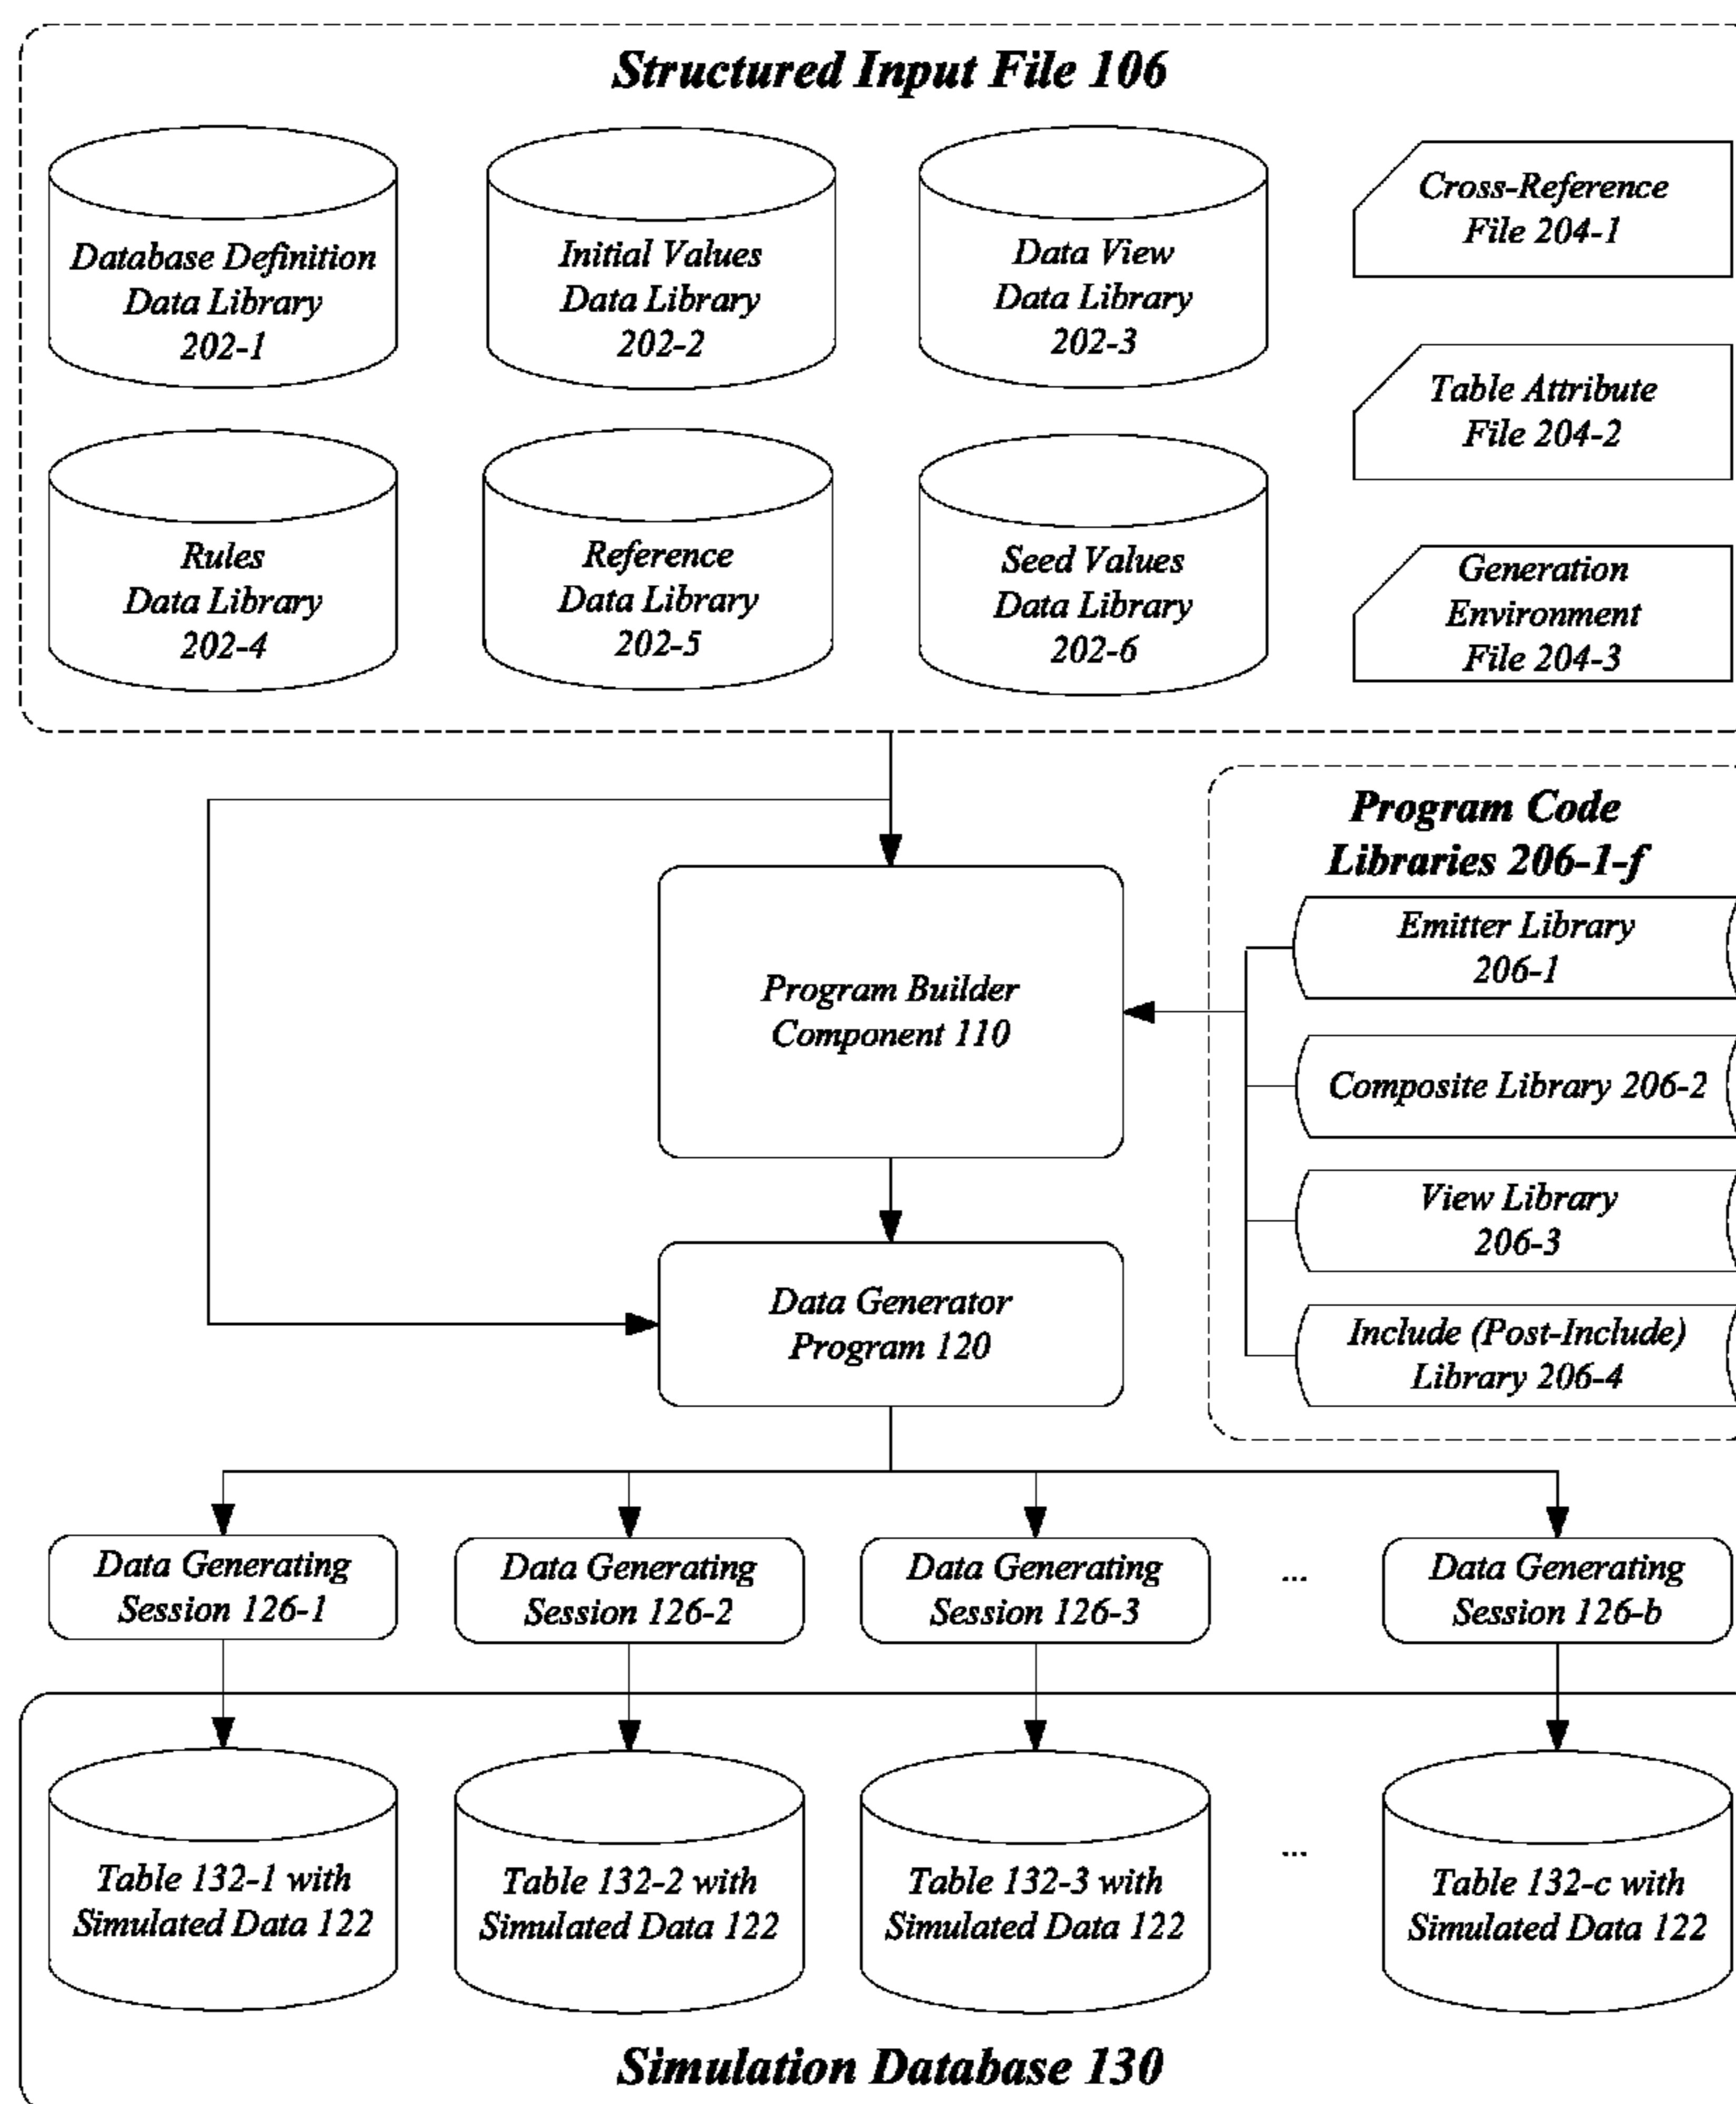 Structured Input File 106
Database Definition
Data Library
202-1
Initial Values
Data Library
202-2
Data View
Data Library
202-3
Cross-Reference
File 204-1
Table Attribute
File 204-2
Rules
Data Library
202-4
Reference
Data Library
202-5
Seed Values
Data Library
202-6
Generation
Environment
File 204-3
Program Code
Libraries 206-1-f
Emitter Library
206-1
Program Builder
Component 110
Composite Library 206-2
View Library
206-3
Data Generator
Program 120
Include (Post-Include)
Library 206-4
Data Generating
Session 126-1
Data Generating
Session 126-2
Data Generating
Session 126-3
...
Data Generating
Session 126-b
Table 132-1 with
Simulated Data 122
Table 132-2 with
Simulated Data 122
Table 132-3 with
Simulated Data 122
...
Table 132-c with
Simulated Data 122
Simulation Database 130